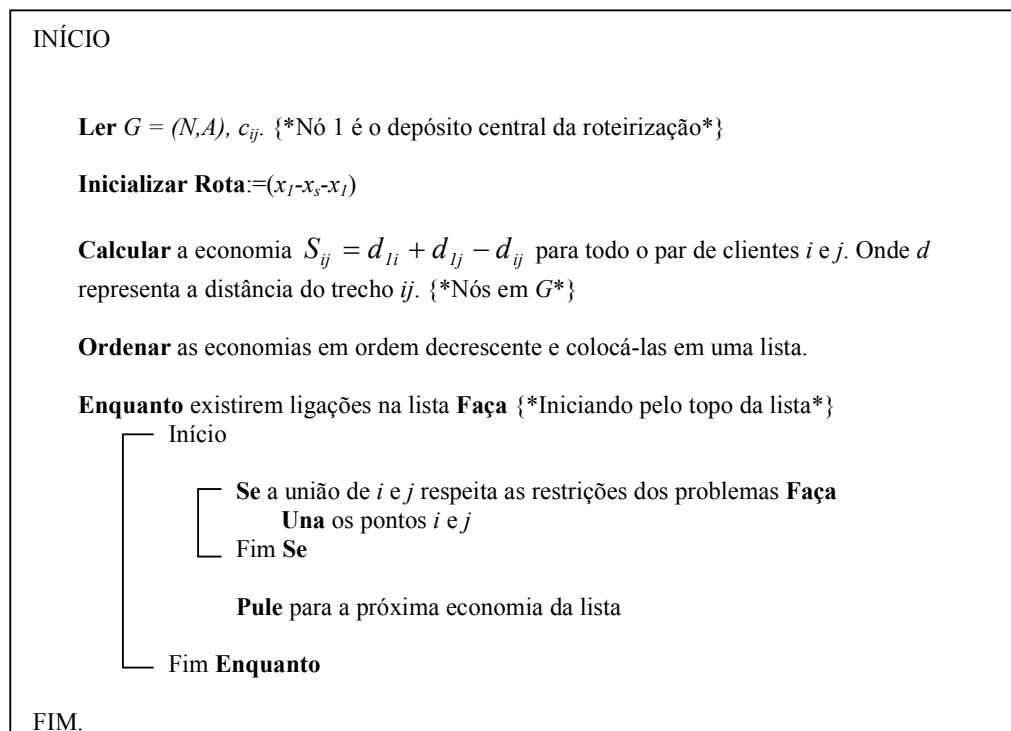 INÍCIO
Ler G = (N,A), cij. {*Nó 1 é o depósito central da roteirização*}
Inicializar Rota:=(x1-xs-x1)
Calcular a economia Sij = d1i + d1j − dij para todo o par de clientes i e j. Onde d
representa a distância do trecho ij. {*Nós em G*}
Ordenar as economias em ordem decrescente e colocá-las em uma lista.
Enquanto existirem ligações na lista Faça {*Iniciando pelo topo da lista*}
Início
Se a união de i e j respeita as restrições dos problemas Faça
Una os pontos i e j
Fim Se
Pule para a próxima economia da lista
Fim Enquanto
FIM.